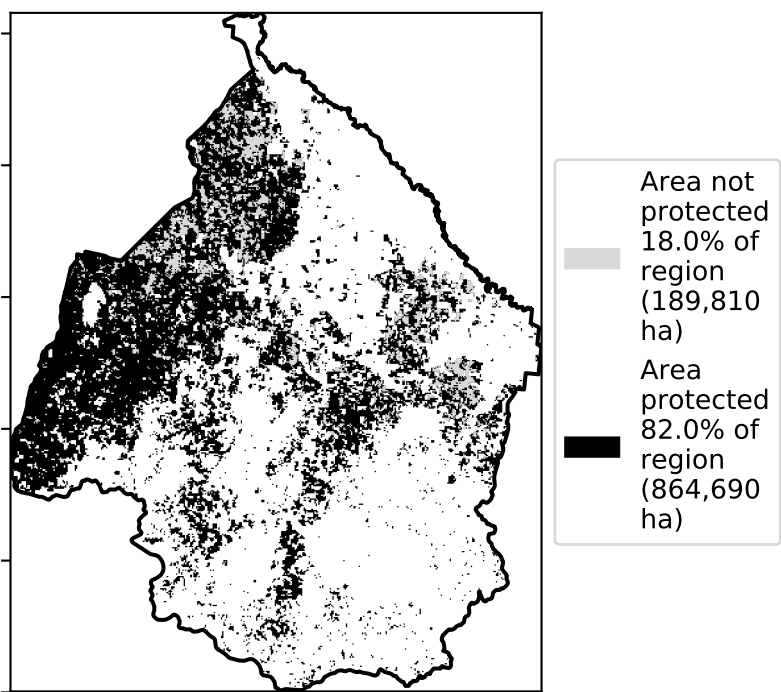 Area not
protected
18.0% of
region
(189,810
ha)
Area
protected
82.0% of
region
(864,690
ha)